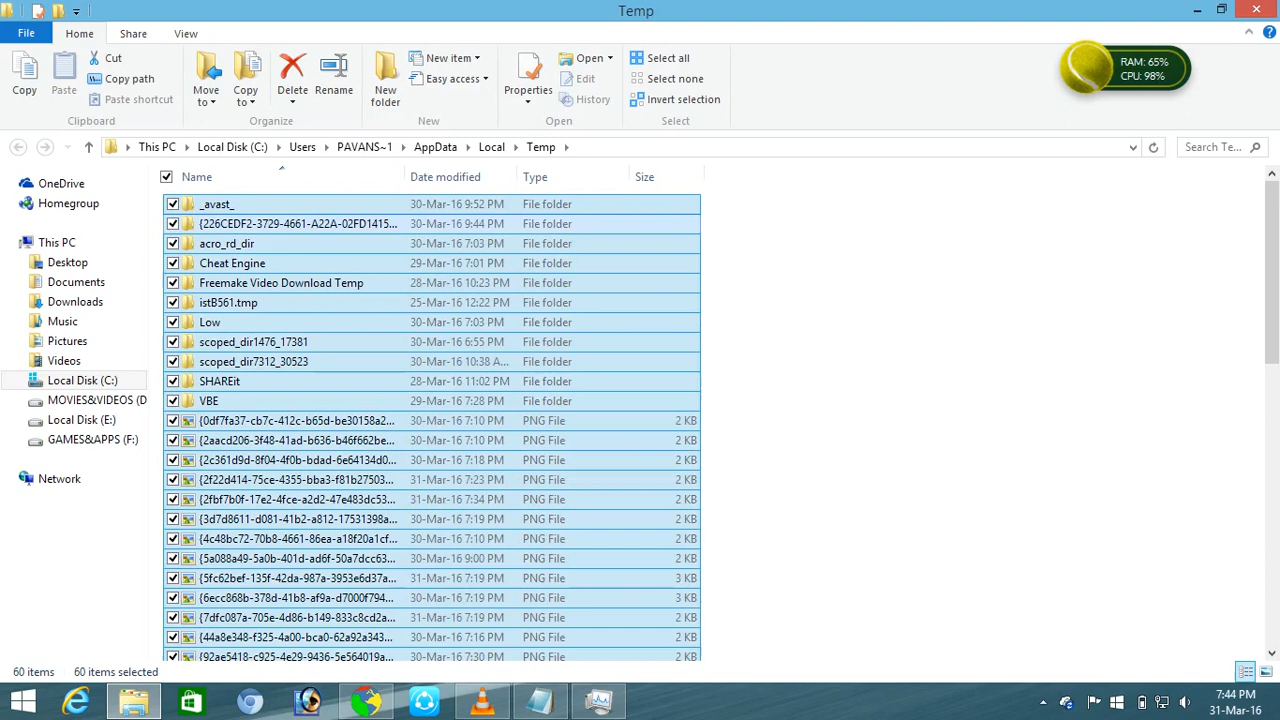 Temp
File Home Share View
RAM: 65%
CPU: 98%
Copy Paste Cut
Copy path
Paste shortcut
Move to Copy to Delete Rename
New folder New item
Easy access
Properties Open
Edit
History
Select all
Select none
Invert selection
Clipboard Organize New Open Select
This PC Local Disk (C:) Users PAVANS~1 AppData Local Temp Search Te...
Name Date modified Type Size
OneDrive
Homegroup
This PC
Desktop
Documents
Downloads
Music
Pictures
Videos
Local Disk (C:)
MOVIES&VIDEOS (D
Local Disk (E:)
GAMES&APPS (F:)
Network
_avast_ 30-Mar-16 9:52 PM File folder
{226CEDF2-3729-4661-A22A-02FD1415... 30-Mar-16 9:44 PM File folder
acro_rd_dir 30-Mar-16 7:03 PM File folder
Cheat Engine 29-Mar-16 7:01 PM File folder
Freemake Video Download Temp 28-Mar-16 10:23 PM File folder
istB561.tmp 25-Mar-16 12:22 PM File folder
Low 30-Mar-16 7:03 PM File folder
scoped_dir1476_17381 30-Mar-16 6:55 PM File folder
scoped_dir7312_30523 30-Mar-16 10:38 A... File folder
SHAREit 28-Mar-16 11:02 PM File folder
VBE 29-Mar-16 7:28 PM File folder
{0df7fa37-cb7c-412c-b65d-be30158a2... 30-Mar-16 7:10 PM PNG File 2 KB
{2aacd206-3f48-41ad-b636-b46f662be... 30-Mar-16 7:10 PM PNG File 2 KB
{2c361d9d-8f04-4f0b-bdad-6e64134d0... 30-Mar-16 7:18 PM PNG File 2 KB
{2f22d414-75ce-4355-bba3-f81b27503... 31-Mar-16 7:23 PM PNG File 2 KB
{2fbf7b0f-17e2-4fce-a2d2-47e483dc53... 31-Mar-16 7:34 PM PNG File 2 KB
{3d7d8611-d081-41b2-a812-17531398a... 30-Mar-16 7:19 PM PNG File 2 KB
{4c48bc72-70b8-4661-86ea-a18f20a1cf... 30-Mar-16 7:10 PM PNG File 2 KB
{5a088a49-5a0b-401d-ad6f-50a7dcc63... 30-Mar-16 9:00 PM PNG File 2 KB
{5fc62bef-135f-42da-987a-3953e6d37a... 31-Mar-16 7:19 PM PNG File 3 KB
{6ecc868b-378d-41b8-af9a-d7000f794... 31-Mar-16 7:19 PM PNG File 3 KB
{7dfc087a-705e-4d86-b149-833c8cd2a... 31-Mar-16 7:19 PM PNG File 2 KB
{44a8e348-f325-4a00-bca0-62a92a343... 30-Mar-16 7:16 PM PNG File 2 KB
{92ae5418-c925-4e29-9436-5e564019a... 31-Mar-16 7:30 PM PNG File 2 KB
60 items 60 items selected
7:44 PM
31-Mar-16